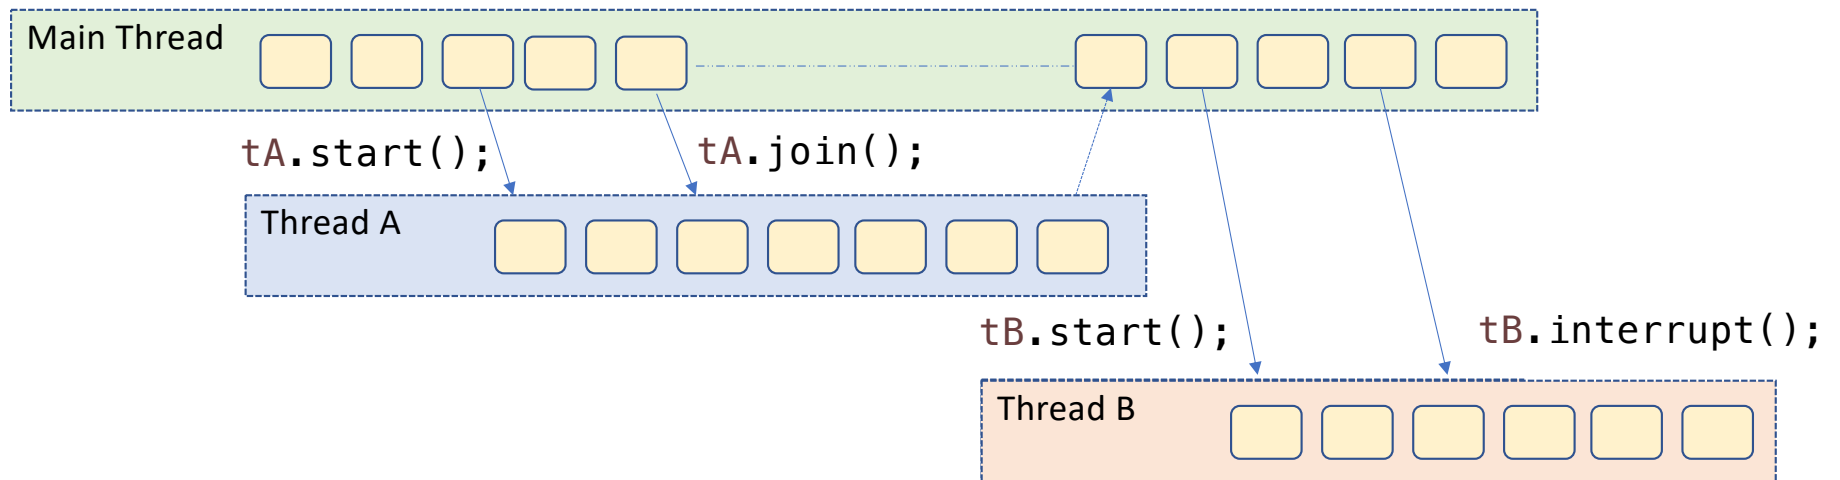 Main Thread
tA.start();
tA.join();
Thread A
tB.start();
tB.interrupt();
Thread B